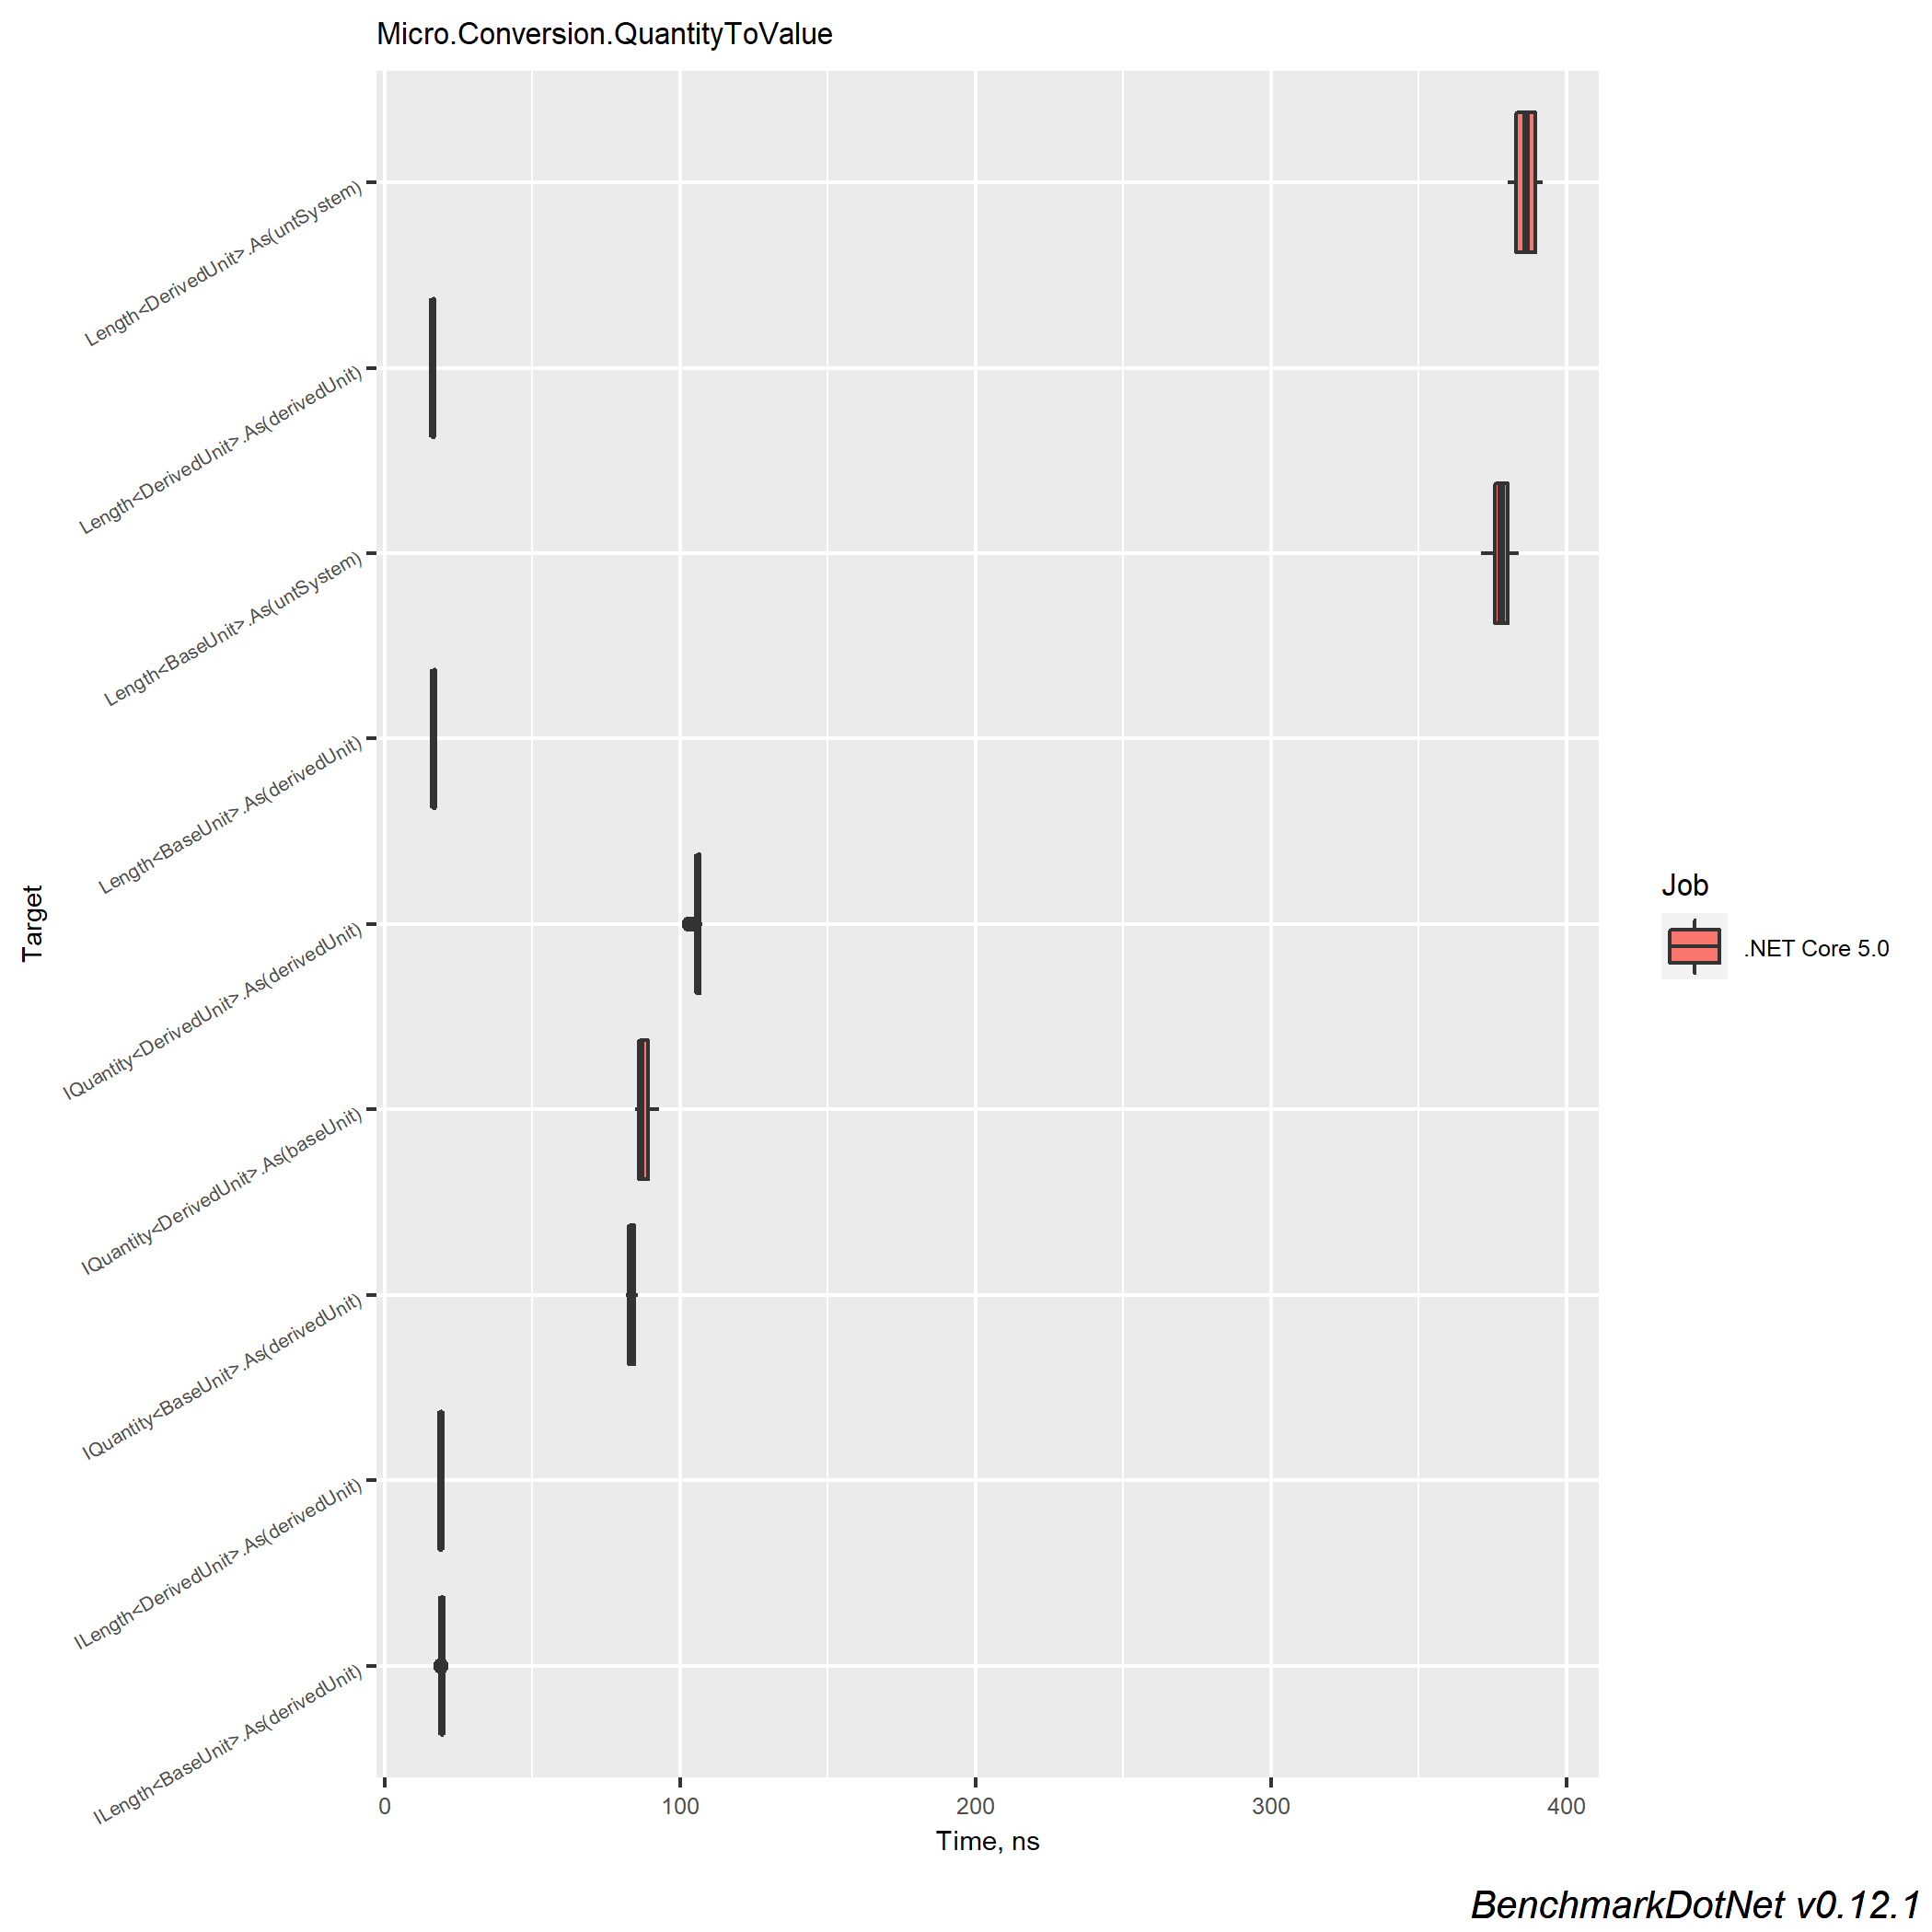 Micro.Conversion.QuantityToValue
Target
Length<DerivedUnit>.As(untSystem)
Length<DerivedUnit>.As(derivedUnit)
Length<BaseUnit>.As(untSystem)
Length<BaseUnit>.As(derivedUnit)
IQuantity<DerivedUnit>.As(derivedUnit)
IQuantity<DerivedUnit>.As(baseUnit)
IQuantity<BaseUnit>.As(derivedUnit)
ILength<DerivedUnit>.As(derivedUnit)
ILength<BaseUnit>.As(derivedUnit)
0 100 200 300 400
Time, ns
Job
.NET Core 5.0
BenchmarkDotNet v0.12.1